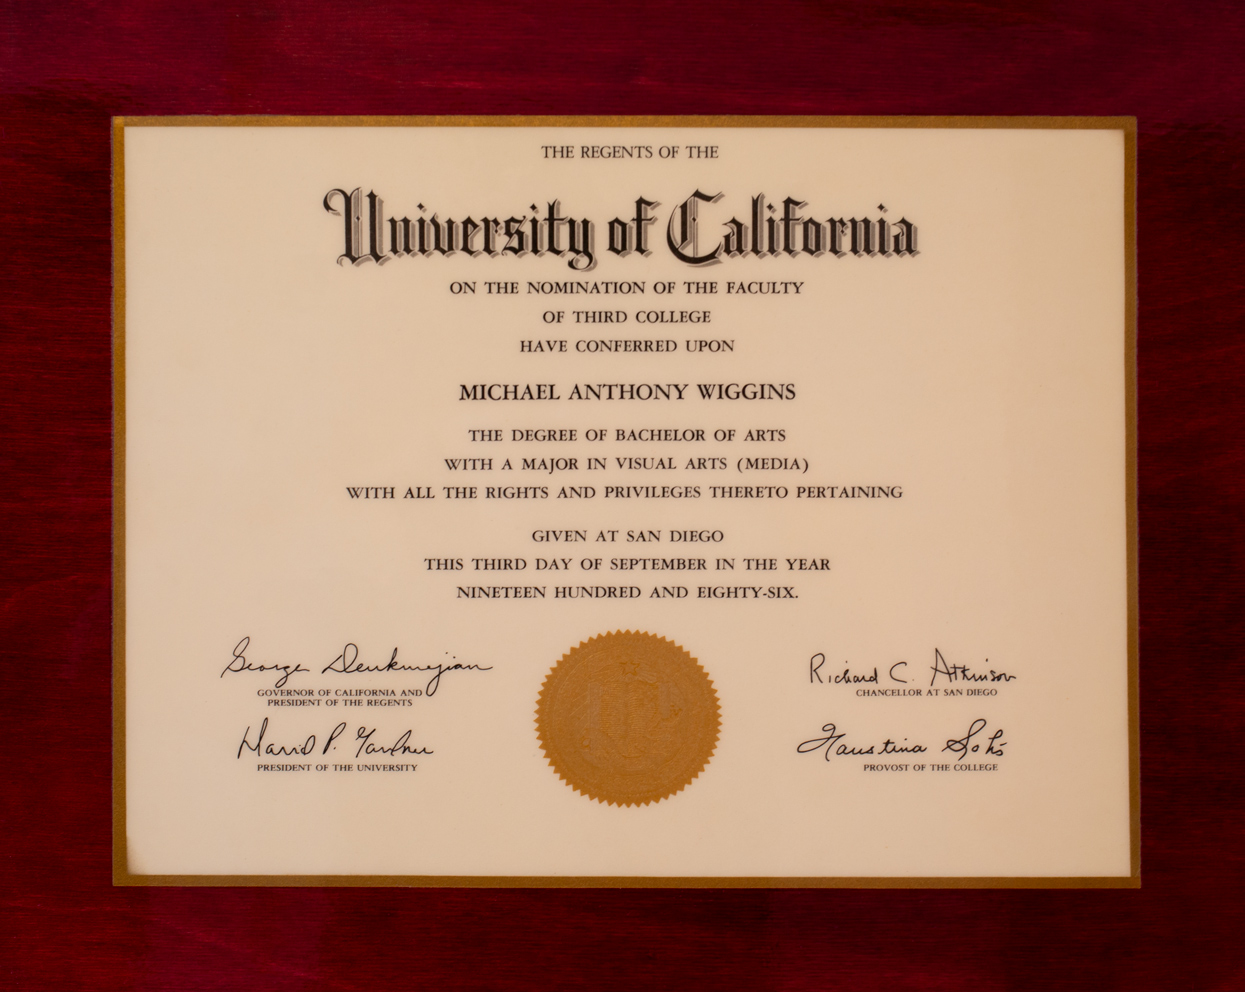 THE REGENTS OF THE
University of California
ON THE NOMINATION OF THE FACULTY
OF THIRD COLLEGE
HAVE CONFERRED UPON
MICHAEL ANTHONY WIGGINS
THE DEGREE OF BACHELOR OF ARTS
WITH A MAJOR IN VISUAL ARTS (MEDIA)
WITH ALL THE RIGHTS AND PRIVILEGES THERETO PERTAINING
GIVEN AT SAN DIEGO
THIS THIRD DAY OF SEPTEMBER IN THE YEAR
NINETEEN HUNDRED AND EIGHTY-SIX.
George Deukmejian
GOVERNOR OF CALIFORNIA AND
PRESIDENT OF THE REGENTS
David P. Gardner
PRESIDENT OF THE UNIVERSITY
Richard C. Atkinson
CHANCELLOR AT SAN DIEGO
Faustina Solís
PROVOST OF THE COLLEGE